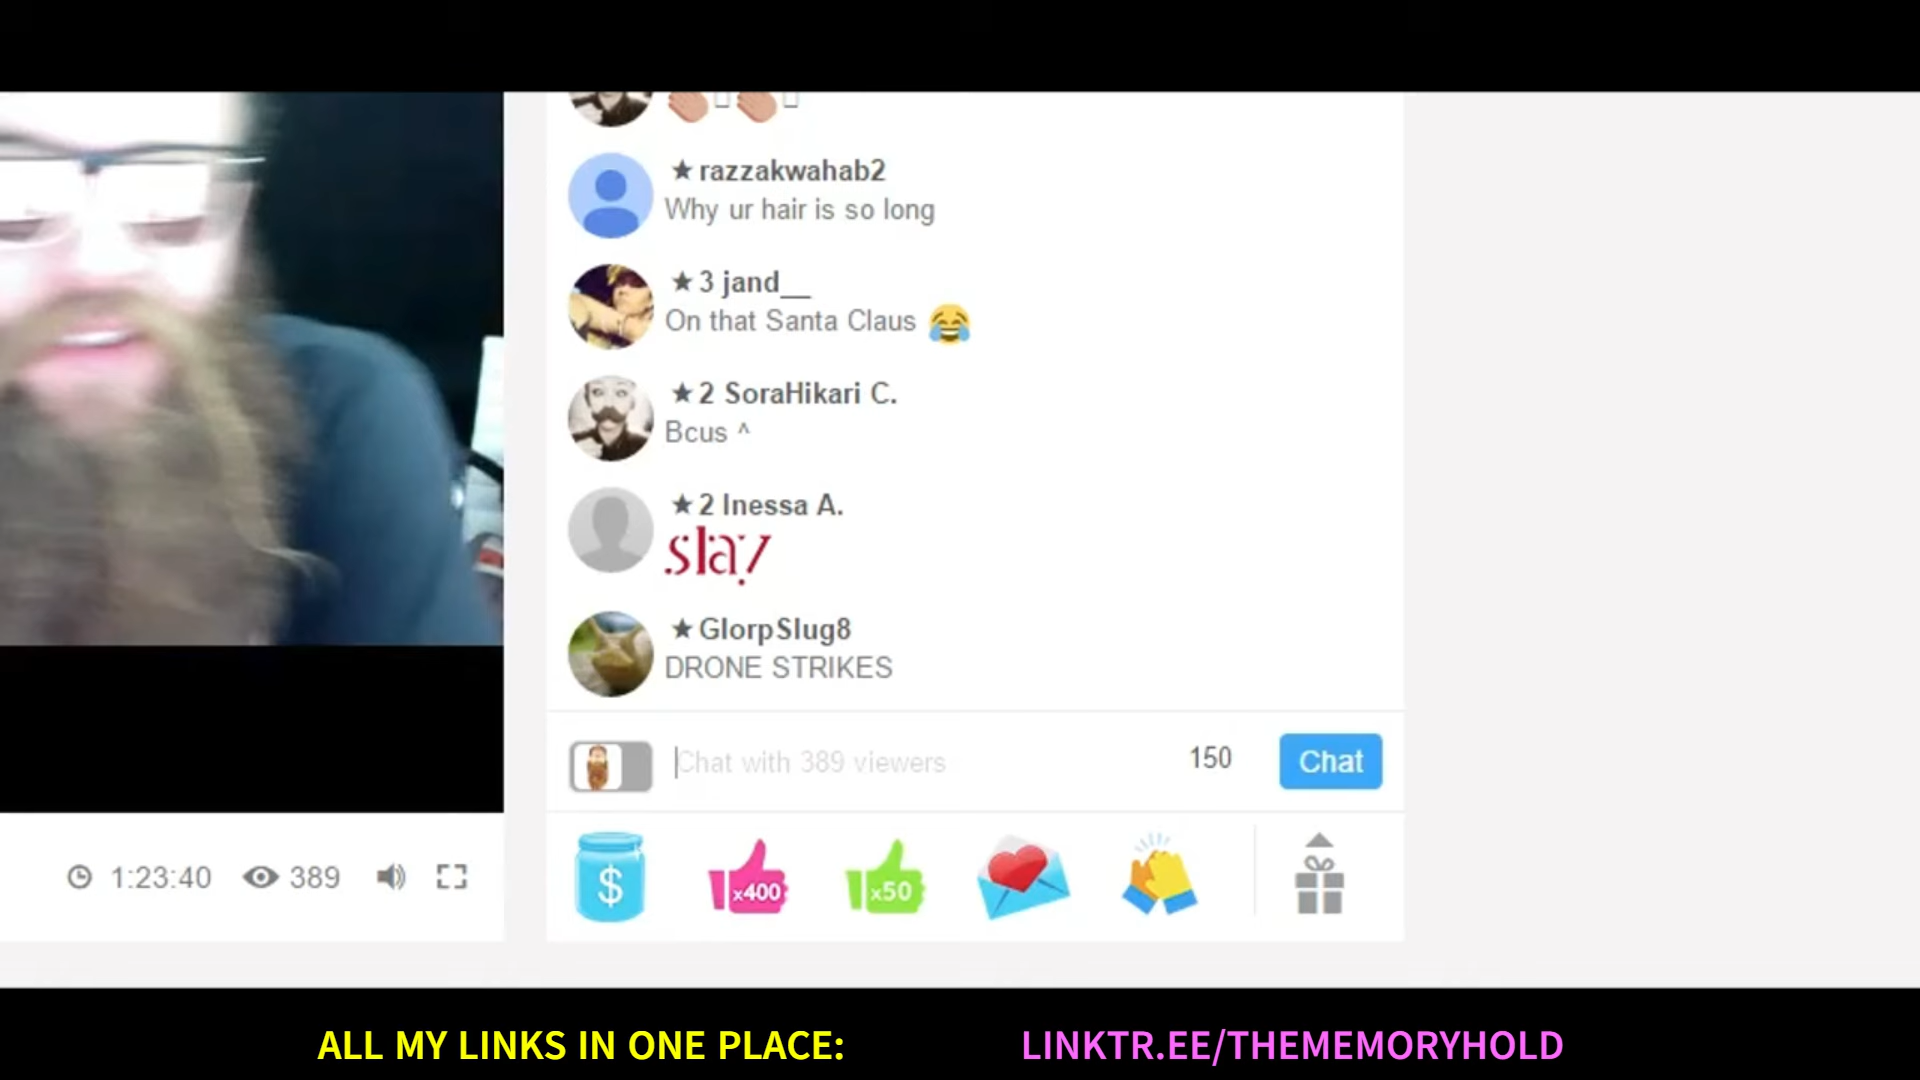 ★ razzakwahab2
Why ur hair is so long
★ 3 jand__
On that Santa Claus 😂
★ 2 SoraHikari C.
Bcus ^
★ 2 Inessa A.
slay
★ GlorpSlug8
DRONE STRIKES
Chat with 389 viewers
150
Chat
$
x400
x50
1:23:40
389
ALL MY LINKS IN ONE PLACE:
LINKTR.EE/THEMEMORYHOLD